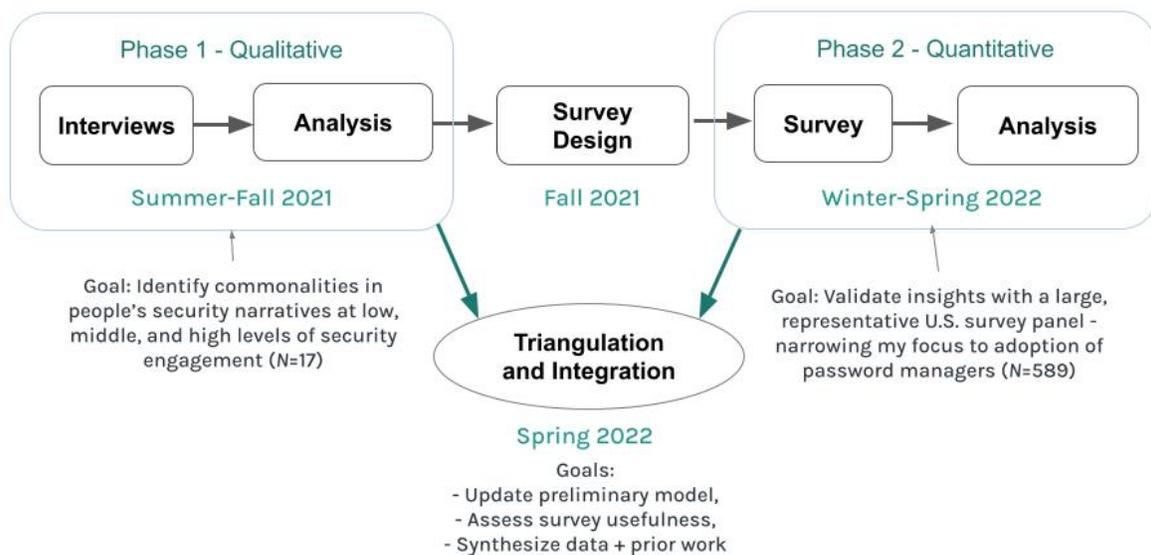 Phase 1 - Qualitative
Interviews
Analysis
Summer-Fall 2021
Goal: Identify commonalities in
people's security narratives at low,
middle, and high levels of security
engagement (N=17)
Survey
Design
Fall 2021
Phase 2 - Quantitative
Survey
Analysis
Winter-Spring 2022
Goal: Validate insights with a large,
representative U.S. survey panel -
narrowing my focus to adoption of
password managers (N=589)
Triangulation
and Integration
Spring 2022
Goals:
- Update preliminary model,
- Assess survey usefulness,
- Synthesize data + prior work